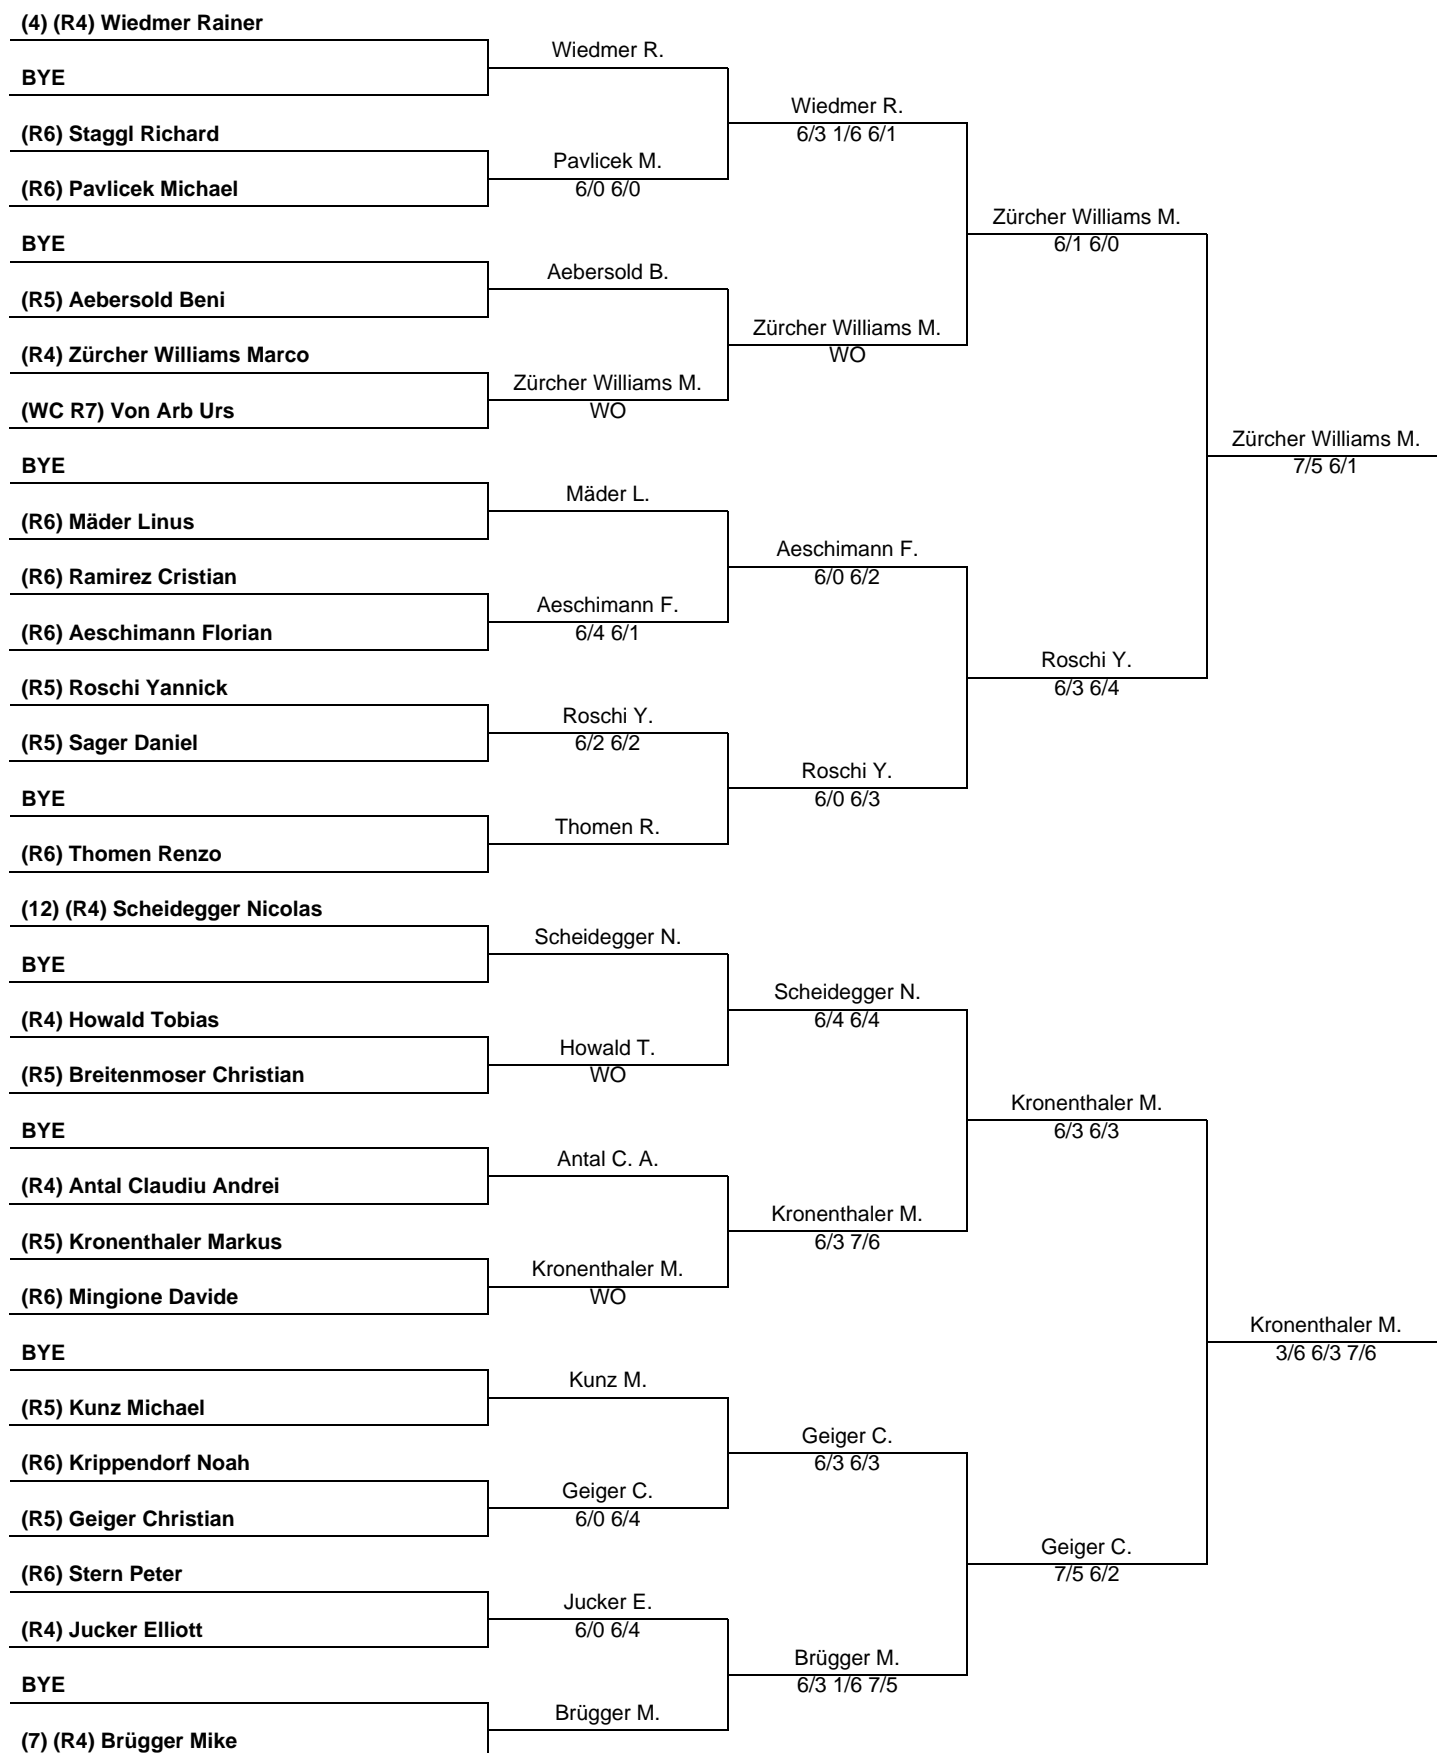 (4) (R4) Wiedmer Rainer
BYE
(R6) Staggl Richard
(R6) Pavlicek Michael
BYE
(R5) Aebersold Beni
(R4) Zürcher Williams Marco
(WC R7) Von Arb Urs
BYE
(R6) Mäder Linus
(R6) Ramirez Cristian
(R6) Aeschimann Florian
(R5) Roschi Yannick
(R5) Sager Daniel
BYE
(R6) Thomen Renzo
(12) (R4) Scheidegger Nicolas
BYE
(R4) Howald Tobias
(R5) Breitenmoser Christian
BYE
(R4) Antal Claudiu Andrei
(R5) Kronenthaler Markus
(R6) Mingione Davide
BYE
(R5) Kunz Michael
(R6) Krippendorf Noah
(R5) Geiger Christian
(R6) Stern Peter
(R4) Jucker Elliott
BYE
(7) (R4) Brügger Mike
Wiedmer R.
Pavlicek M.
6/0 6/0
Aebersold B.
Zürcher Williams M.
WO
Mäder L.
Aeschimann F.
6/4 6/1
Roschi Y.
6/2 6/2
Thomen R.
Scheidegger N.
Howald T.
WO
Antal C. A.
Kronenthaler M.
WO
Kunz M.
Geiger C.
6/0 6/4
Jucker E.
6/0 6/4
Brügger M.
Wiedmer R.
6/3 1/6 6/1
Zürcher Williams M.
WO
Aeschimann F.
6/0 6/2
Roschi Y.
6/0 6/3
Scheidegger N.
6/4 6/4
Kronenthaler M.
6/3 7/6
Geiger C.
6/3 6/3
Brügger M.
6/3 1/6 7/5
Zürcher Williams M.
6/1 6/0
Roschi Y.
6/3 6/4
Kronenthaler M.
6/3 6/3
Geiger C.
7/5 6/2
Zürcher Williams M.
7/5 6/1
Kronenthaler M.
3/6 6/3 7/6